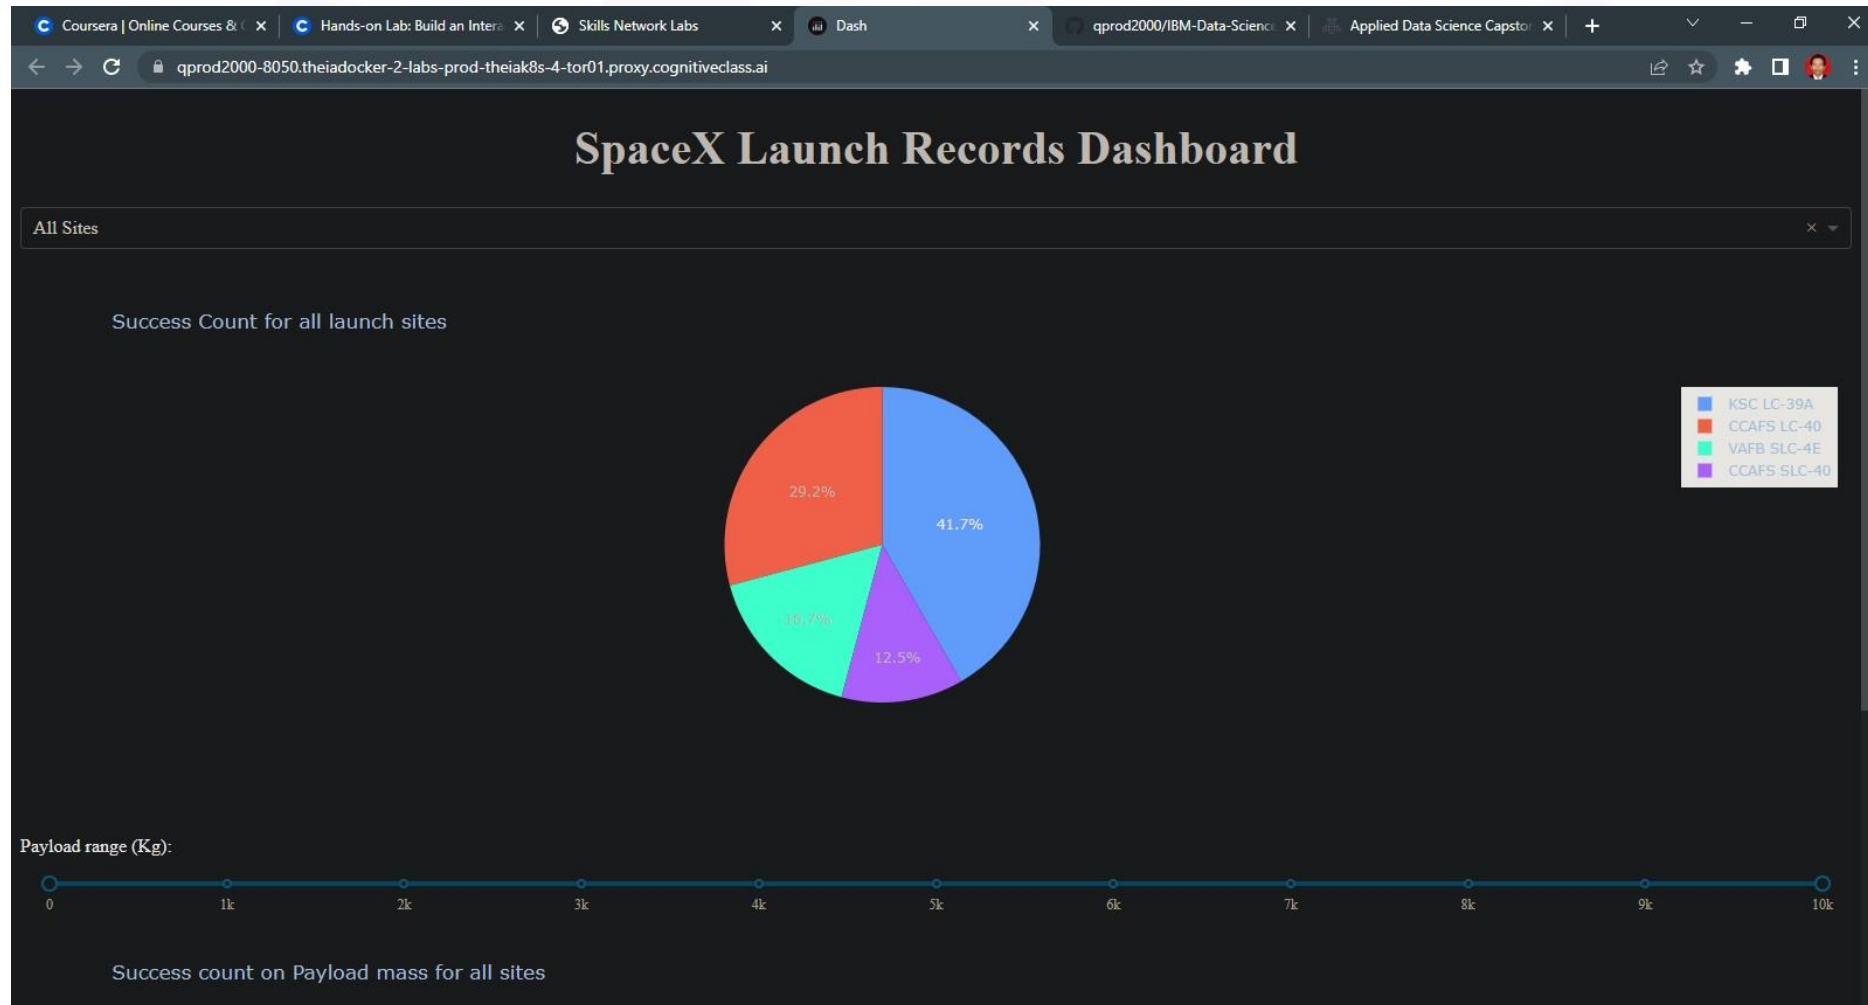 Coursera | Online Courses & C
Hands-on Lab: Build an Intera
Skills Network Labs
Dash
qprod2000/IBM-Data-Science
Applied Data Science Capstor
qprod2000-8050.theiadocker-2-labs-prod-theiak8s-4-tor01.proxy.cognitiveclass.ai
SpaceX Launch Records Dashboard
All Sites
Success Count for all launch sites
KSC LC-39A
CCAFS LC-40
VAFB SLC-4E
CCAFS SLC-40
29.2%
41.7%
16.7%
12.5%
Payload range (Kg):
0 1k 2k 3k 4k 5k 6k 7k 8k 9k 10k
Success count on Payload mass for all sites